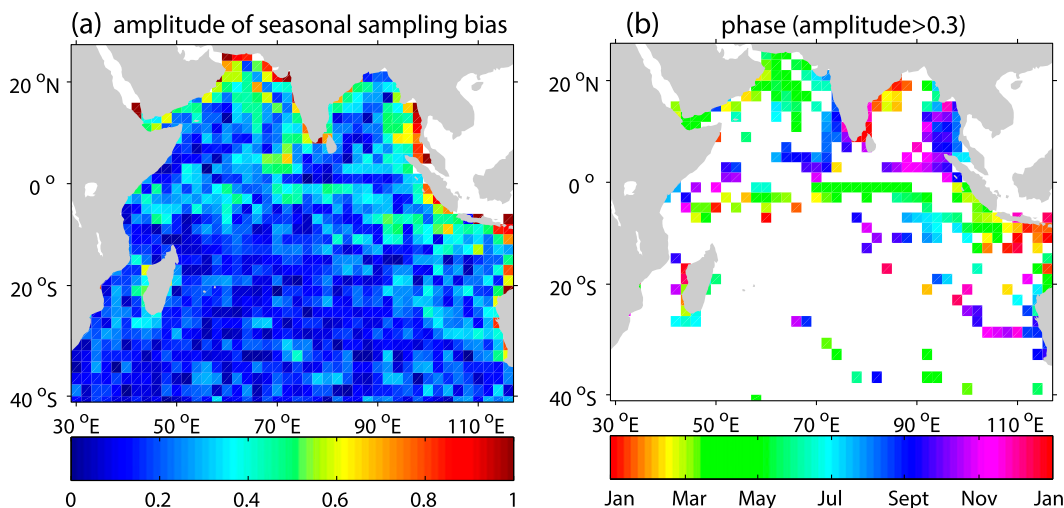 (a) amplitude of seasonal sampling bias
20 °N
0 °
20 °S
40 °S
30 °E 50 °E 70 °E 90 °E 110 °E
0 0.2 0.4 0.6 0.8 1
(b) phase (amplitude>0.3)
20 °N
0 °
20 °S
40 °S
30 °E 50 °E 70 °E 90 °E 110 °E
Jan Mar May Jul Sept Nov Jan